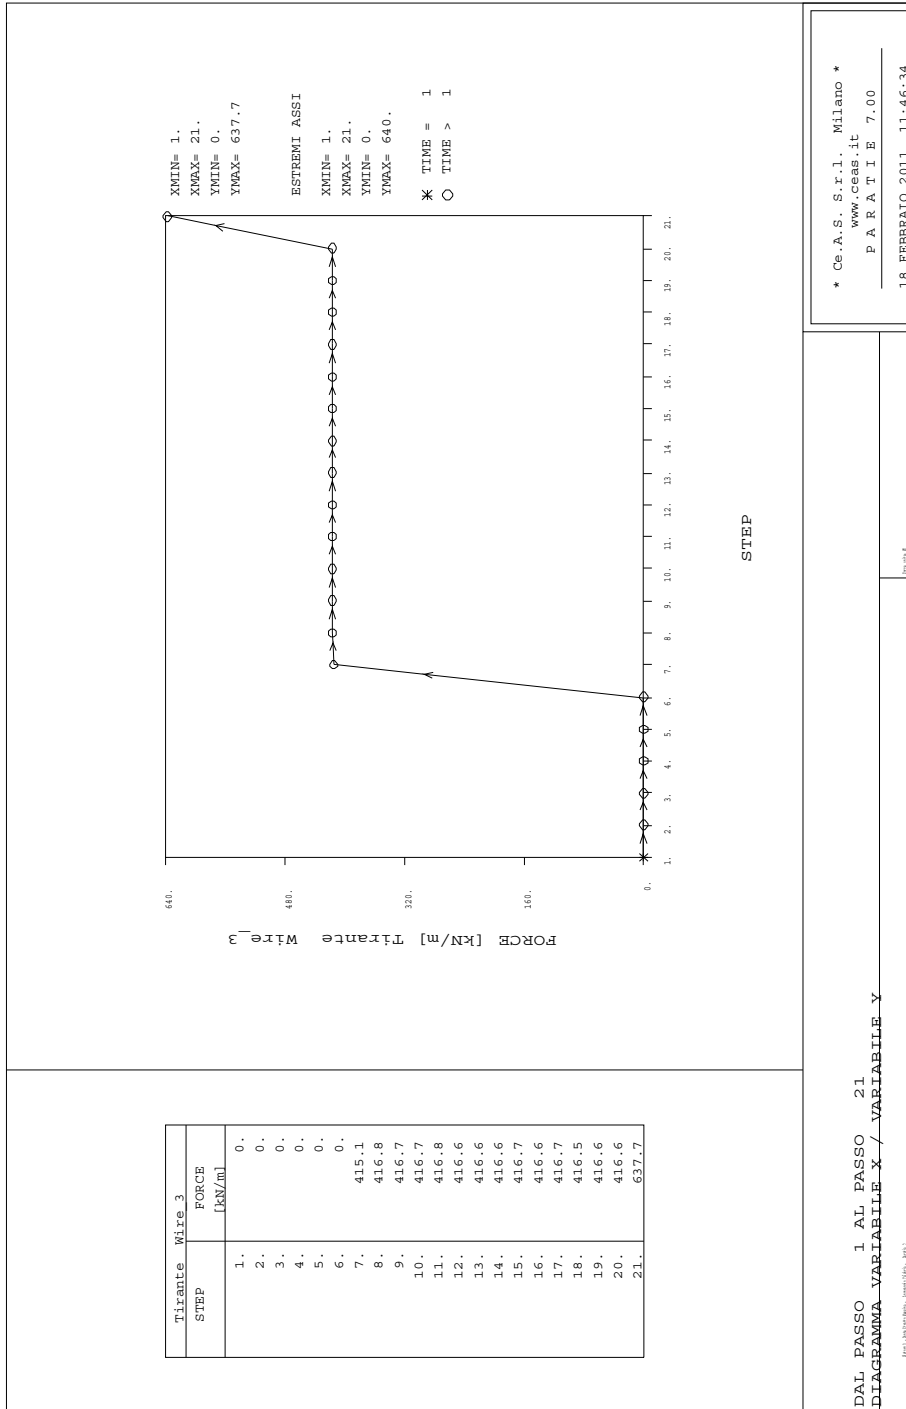 Tirante Wire_3
STEP FORCE
[kN/m]
1. 0.
2. 0.
3. 0.
4. 0.
5. 0.
6. 0.
7. 415.1
8. 416.8
9. 416.7
10. 416.7
11. 416.8
12. 416.6
13. 416.6
14. 416.6
15. 416.7
16. 416.6
17. 416.7
18. 416.5
19. 416.6
20. 416.6
21. 637.7
FORCE [kN/m] Tirante Wire_3
640.
480.
320.
160.
0.
1. 2. 3. 4. 5. 6. 7. 8. 9. 10. 11. 12. 13. 14. 15. 16. 17. 18. 19. 20. 21.
STEP
XMIN= 1.
XMAX= 21.
YMIN= 0.
YMAX= 637.7
ESTREMI ASSI
XMIN= 1.
XMAX= 21.
YMIN= 0.
YMAX= 640.
TIME = 1
TIME > 1
DAL PASSO 1 AL PASSO 21
DIAGRAMMA VARIABILE X / VARIABILE Y
* Ce.A.S. S.r.l. Milano *
www.ceas.it
P A R A T I E 7.00
18 FEBBRAIO 2011 11:46:34